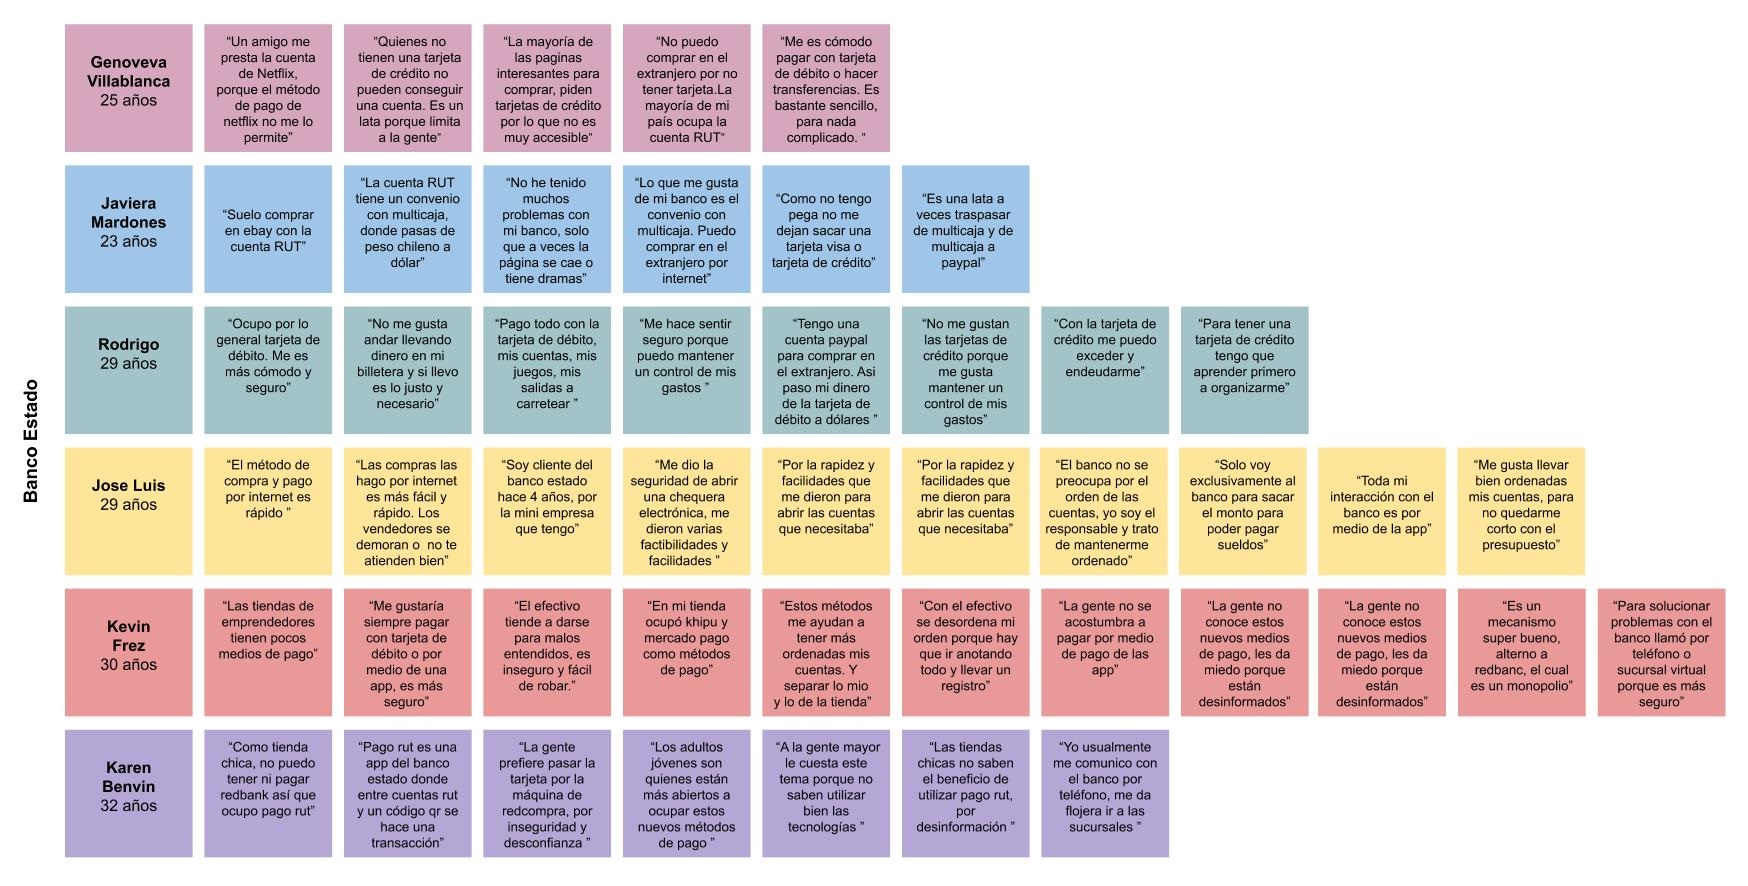 Banco Estado
Genoveva
Villablanca
25 años
“Un amigo me
presta la cuenta
de Netflix,
porque el método
de pago de
netflix no me lo
permite”
“Quienes no
tienen una tarjeta
de crédito no
pueden conseguir
una cuenta. Es un
lata porque limita
a la gente”
“La mayoría de
las paginas
interesantes para
comprar, piden
tarjetas de crédito
por lo que no es
muy accesible”
“No puedo
comprar en el
extranjero por no
tener tarjeta.La
mayoría de mi
país ocupa la
cuenta RUT”
“Me es cómodo
pagar con tarjeta
de débito o hacer
transferencias. Es
bastante sencillo,
para nada
complicado. ”
Javiera
Mardones
23 años
“Suelo comprar
en ebay con la
cuenta RUT”
“La cuenta RUT
tiene un convenio
con multicaja,
donde pasas de
peso chileno a
dólar”
“No he tenido
muchos
problemas con
mi banco, solo
que a veces la
página se cae o
tiene dramas”
“Lo que me gusta
de mi banco es el
convenio con
multicaja. Puedo
comprar en el
extranjero por
internet”
“Como no tengo
pega no me
dejan sacar una
tarjeta visa o
tarjeta de crédito”
“Es una lata a
veces traspasar
de multicaja y de
multicaja a
paypal”
Rodrigo
29 años
“Ocupo por lo
general tarjeta de
débito. Me es
más cómodo y
seguro”
“No me gusta
andar llevando
dinero en mi
billetera y si llevo
es lo justo y
necesario”
“Pago todo con la
tarjeta de débito,
mis cuentas, mis
juegos, mis
salidas a
carretear ”
“Me hace sentir
seguro porque
puedo mantener
un control de mis
gastos ”
“Tengo una
cuenta paypal
para comprar en
el extranjero. Asi
paso mi dinero
de la tarjeta de
débito a dólares ”
“No me gustan
las tarjetas de
crédito porque
me gusta
mantener un
control de mis
gastos”
“Con la tarjeta de
crédito me puedo
exceder y
endeudarme”
“Para tener una
tarjeta de crédito
tengo que
aprender primero
a organizarme”
Jose Luis
29 años
“El método de
compra y pago
por internet es
rápido ”
“Las compras las
hago por internet
es más fácil y
rápido. Los
vendedores se
demoran o  no te
atienden bien”
“Soy cliente del
banco estado
hace 4 años, por
la mini empresa
que tengo”
“Me dio la
seguridad de abrir
una chequera
electrónica, me
dieron varias
factibilidades y
facilidades ”
“Por la rapidez y
facilidades que
me dieron para
abrir las cuentas
que necesitaba”
“Por la rapidez y
facilidades que
me dieron para
abrir las cuentas
que necesitaba”
“El banco no se
preocupa por el
orden de las
cuentas, yo soy el
responsable y trato
de mantenerme
ordenado”
“Solo voy
exclusivamente al
banco para sacar
el monto para
poder pagar
sueldos”
“Toda mi
interacción con el
banco es por
medio de la app”
“Me gusta llevar
bien ordenadas
mis cuentas, para
no quedarme
corto con el
presupuesto”
Kevin
Frez
30 años
“Las tiendas de
emprendedores
tienen pocos
medios de pago”
“Me gustaría
siempre pagar
con tarjeta de
débito o por
medio de una
app, es más
seguro”
“El efectivo
tiende a darse
para malos
entendidos, es
inseguro y fácil
de robar.”
“En mi tienda
ocupó khipu y
mercado pago
como métodos
de pago”
“Estos métodos
me ayudan a
tener más
ordenadas mis
cuentas. Y
separar lo mio
y lo de la tienda”
“Con el efectivo
se desordena mi
orden porque hay
que ir anotando
todo y llevar un
registro”
“La gente no se
acostumbra a
pagar por medio
de pago de las
app”
“La gente no
conoce estos
nuevos medios
de pago, les da
miedo porque
están
desinformados”
“La gente no
conoce estos
nuevos medios
de pago, les da
miedo porque
están
desinformados”
“Es un
mecanismo
super bueno,
alterno a
redbanc, el cual
es un monopolio”
“Para solucionar
problemas con el
banco llamó por
teléfono o
sucursal virtual
porque es más
seguro”
Karen
Benvin
32 años
“Como tienda
chica, no puedo
tener ni pagar
redbank así que
ocupo pago rut”
“Pago rut es una
app del banco
estado donde
entre cuentas rut
y un código qr se
hace una
transacción”
“La gente
prefiere pasar la
tarjeta por la
máquina de
redcompra, por
inseguridad y
desconfianza ”
“Los adultos
jóvenes son
quienes están
más abiertos a
ocupar estos
nuevos métodos
de pago ”
“A la gente mayor
le cuesta este
tema porque no
saben utilizar
bien las
tecnologías ”
“Las tiendas
chicas no saben
el beneficio de
utilizar pago rut,
por
desinformación ”
“Yo usualmente
me comunico con
el banco por
teléfono, me da
flojera ir a las
sucursales ”